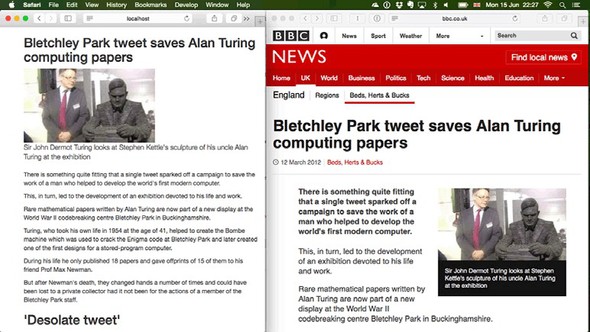 Safari File Edit View History Bookmarks Develop Window Help
Mon 15 Jun 22:27
localhost
Bletchley Park tweet saves Alan Turing
computing papers
Sir John Dermot Turing looks at Stephen Kettle's sculpture of his uncle Alan
Turing at the exhibition
There is something quite fitting that a single tweet sparked off a campaign to save the
work of a man who helped to develop the world's first modern computer.
This, in turn, led to the development of an exhibition devoted to his life and work.
Rare mathematical papers written by Alan Turing are now part of a new display at the
World War II codebreaking centre Bletchley Park in Buckinghamshire.
Turing, who took his own life in 1954 at the age of 41, helped to create the Bombe
machine which was used to crack the Enigma code at Bletchley Park and later created
one of the first designs for a stored-program computer.
During his life he only published 18 papers and gave offprints of 15 of them to his
friend Prof Max Newman.
But after Newman's death, they changed hands a number of times and could have
been lost to a private collector had it not been for the actions of a member of the
Bletchley Park staff.
'Desolate tweet'
bbc.co.uk
BBC News Sport Weather More Search
NEWS
Find local news
Home UK World Business Politics Tech Science Health Education More
England Regions Beds, Herts & Bucks
Bletchley Park tweet saves Alan Turing
computing papers
12 March 2012 Beds, Herts & Bucks
There is something quite fitting
that a single tweet sparked off a
campaign to save the work of a
man who helped to develop the
world's first modern computer.
This, in turn, led to the development
of an exhibition devoted to his life
and work.
Rare mathematical papers written by
Alan Turing are now part of a new
display at the World War II
codebreaking centre Bletchley Park in Buckinghamshire.
Sir John Dermot Turing looks at Stephen
Kettle's sculpture of his uncle Alan Turing at
the exhibition